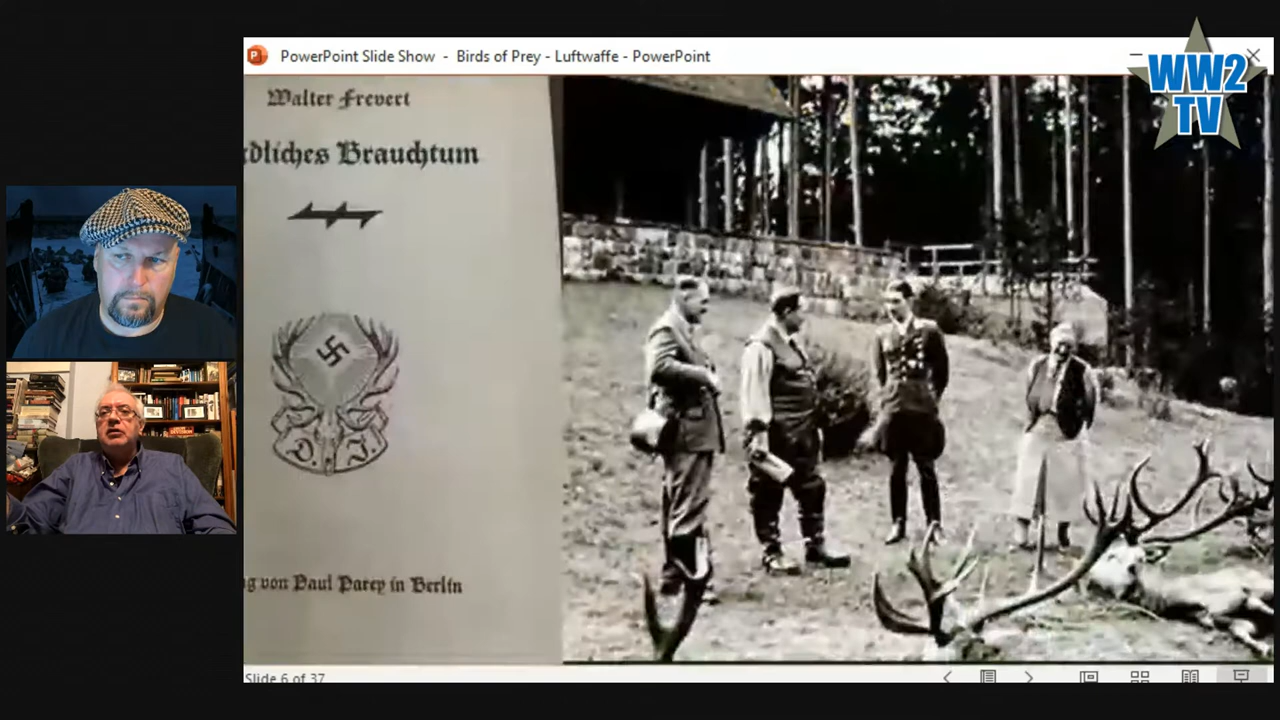 PowerPoint Slide Show - Birds of Prey - Luftwaffe - PowerPoint
WW2
TV
Walter Frevert
dliches Brauchtum
D. J.
g von Paul Parey in Berlin
Slide 6 of 37